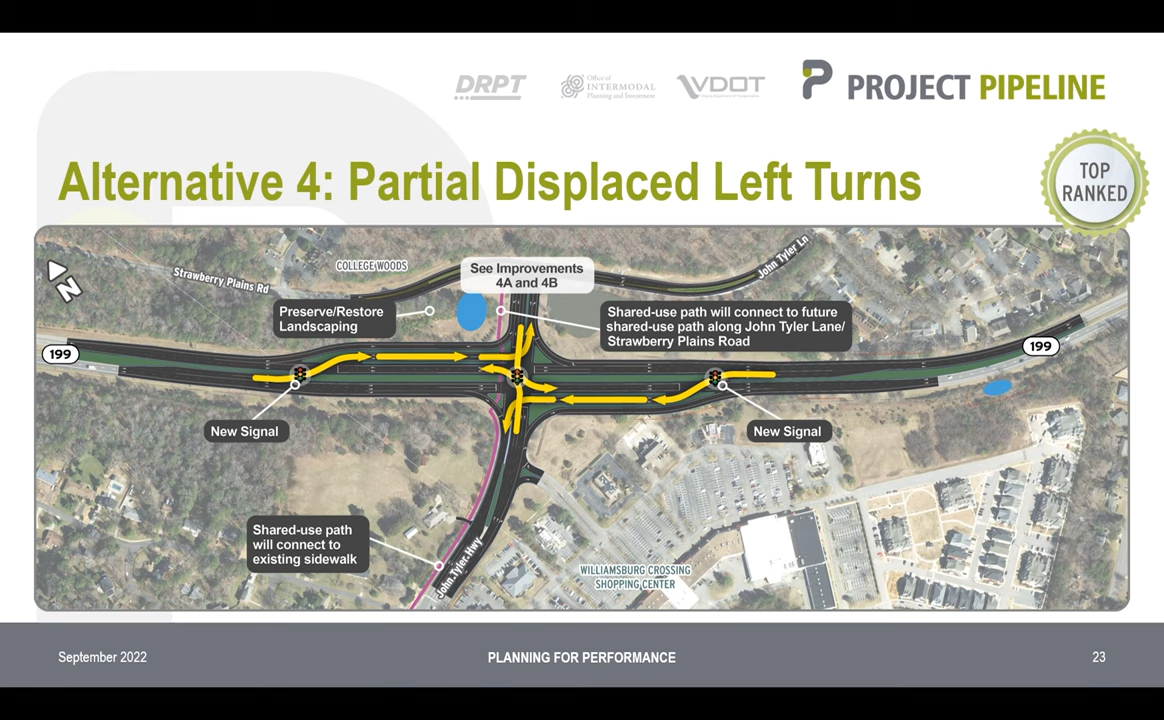 DRPT
Office of
INTERMODAL
Planning and Investment
VDOT
PROJECT PIPELINE
Alternative 4: Partial Displaced Left Turns
TOP
RANKED
N
Strawberry Plains Rd
COLLEGE WOODS
See Improvements
4A and 4B
John Tyler Ln
Preserve/Restore
Landscaping
Shared-use path will connect to future
shared-use path along John Tyler Lane/
Strawberry Plains Road
199
199
New Signal
New Signal
Shared-use path
will connect to
existing sidewalk
John Tyler Hwy
WILLIAMSBURG CROSSING
SHOPPING CENTER
September 2022
PLANNING FOR PERFORMANCE
23